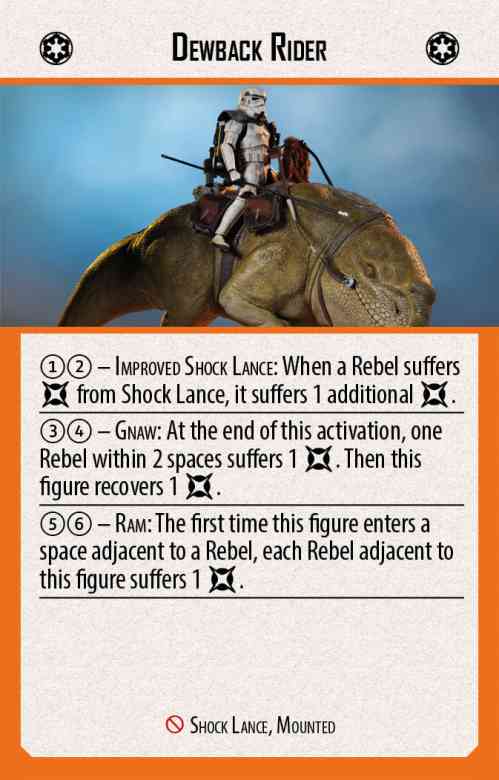 Dewback Rider
①② – Improved Shock Lance: When a Rebel suffers
from Shock Lance, it suffers 1 additional .
③④ – Gnaw: At the end of this activation, one
Rebel within 2 spaces suffers 1 . Then this
figure recovers 1 .
⑤⑥ – Ram: The first time this figure enters a
space adjacent to a Rebel, each Rebel adjacent to
this figure suffers 1 .
Shock Lance, Mounted